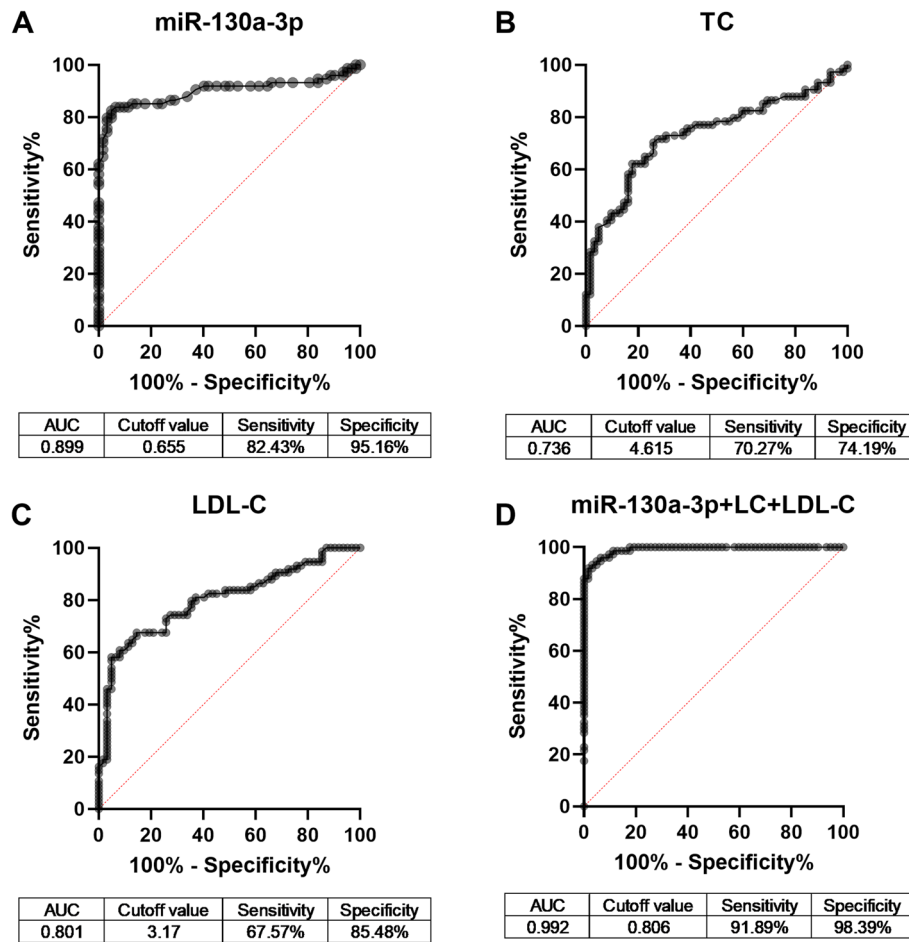 A
miR-130a-3p
Sensitivity%
100
80
60
40
20
0
0 20 40 60 80 100
100% - Specificity%
AUC Cutoff value Sensitivity Specificity
0.899 0.655 82.43% 95.16%
B
TC
Sensitivity%
100
80
60
40
20
0
0 20 40 60 80 100
100% - Specificity%
AUC Cutoff value Sensitivity Specificity
0.736 4.615 70.27% 74.19%
C
LDL-C
Sensitivity%
100
80
60
40
20
0
0 20 40 60 80 100
100% - Specificity%
AUC Cutoff value Sensitivity Specificity
0.801 3.17 67.57% 85.48%
D
miR-130a-3p+LC+LDL-C
Sensitivity%
100
80
60
40
20
0
0 20 40 60 80 100
100% - Specificity%
AUC Cutoff value Sensitivity Specificity
0.992 0.806 91.89% 98.39%